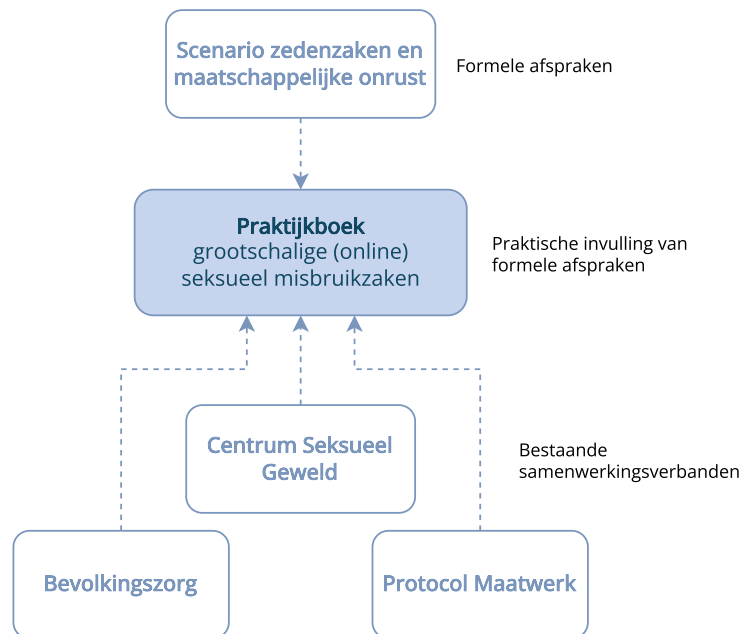 Scenario zedenzaken en
maatschappelijke onrust
Formele afspraken
Praktijkboek
grootschalige (online)
seksueel misbruikzaken
Praktische invulling van
formele afspraken
Centrum Seksueel
Geweld
Bestaande
samenwerkingsverbanden
Bevolkingszorg
Protocol Maatwerk